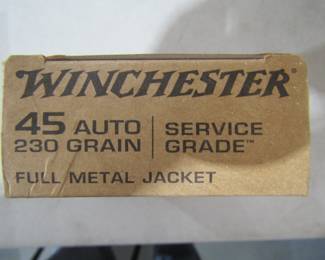 WINCHESTER
45 AUTO | SERVICE
230 GRAIN | GRADE™
FULL METAL JACKET